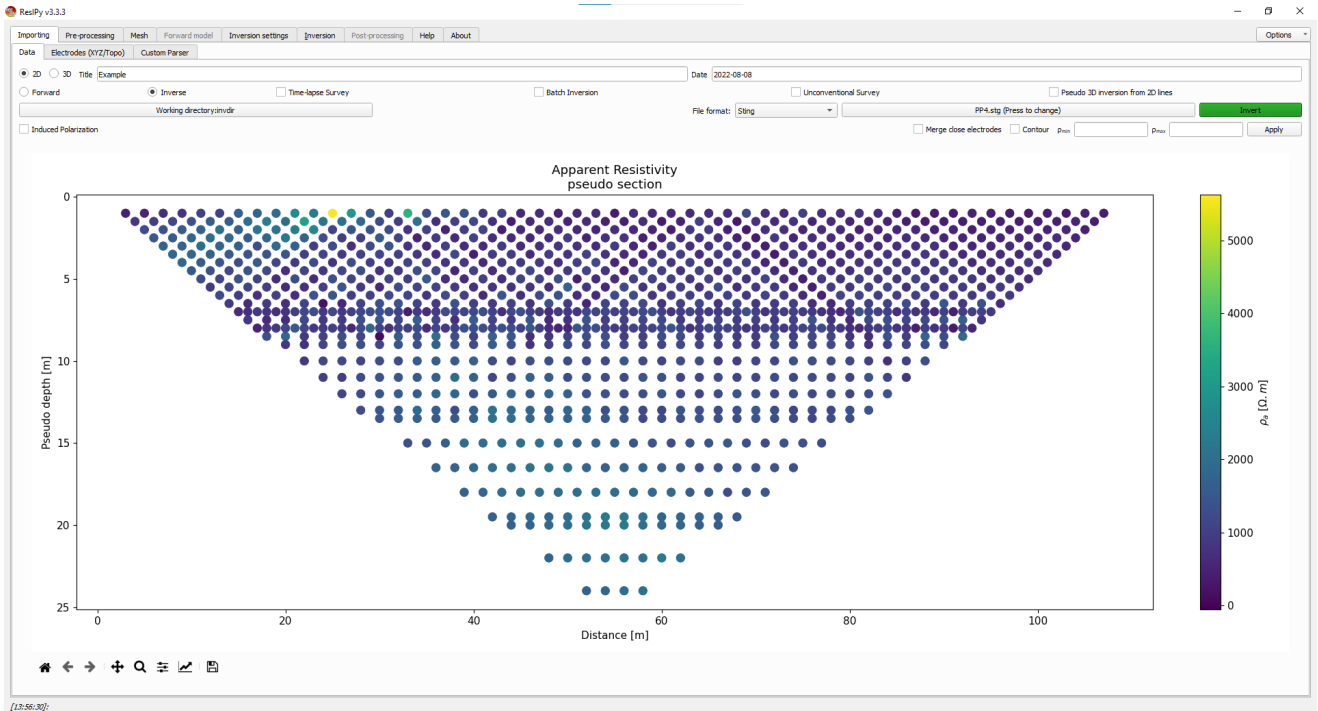 ResIPy v3.3.3
Importing Pre-processing Mesh Forward model Inversion settings Inversion Post-processing Help About Options
Data Electrodes (XYZ/Topo) Custom Parser
2D 3D Title Example Date 2022-08-08
Forward Inverse Time-lapse Survey Batch Inversion Unconventional Survey Pseudo 3D inversion from 2D lines
Working directory:invdir File format: Sting PP4.stg (Press to change) Invert
Induced Polarization Merge close electrodes Contour ρmin ρmax Apply
Apparent Resistivity
pseudo section
0
5
10
15
20
25
Pseudo depth [m]
0 20 40 60 80 100
Distance [m]
5000
4000
3000
2000
1000
0
ρa [Ω.m]
[13:56:30]: